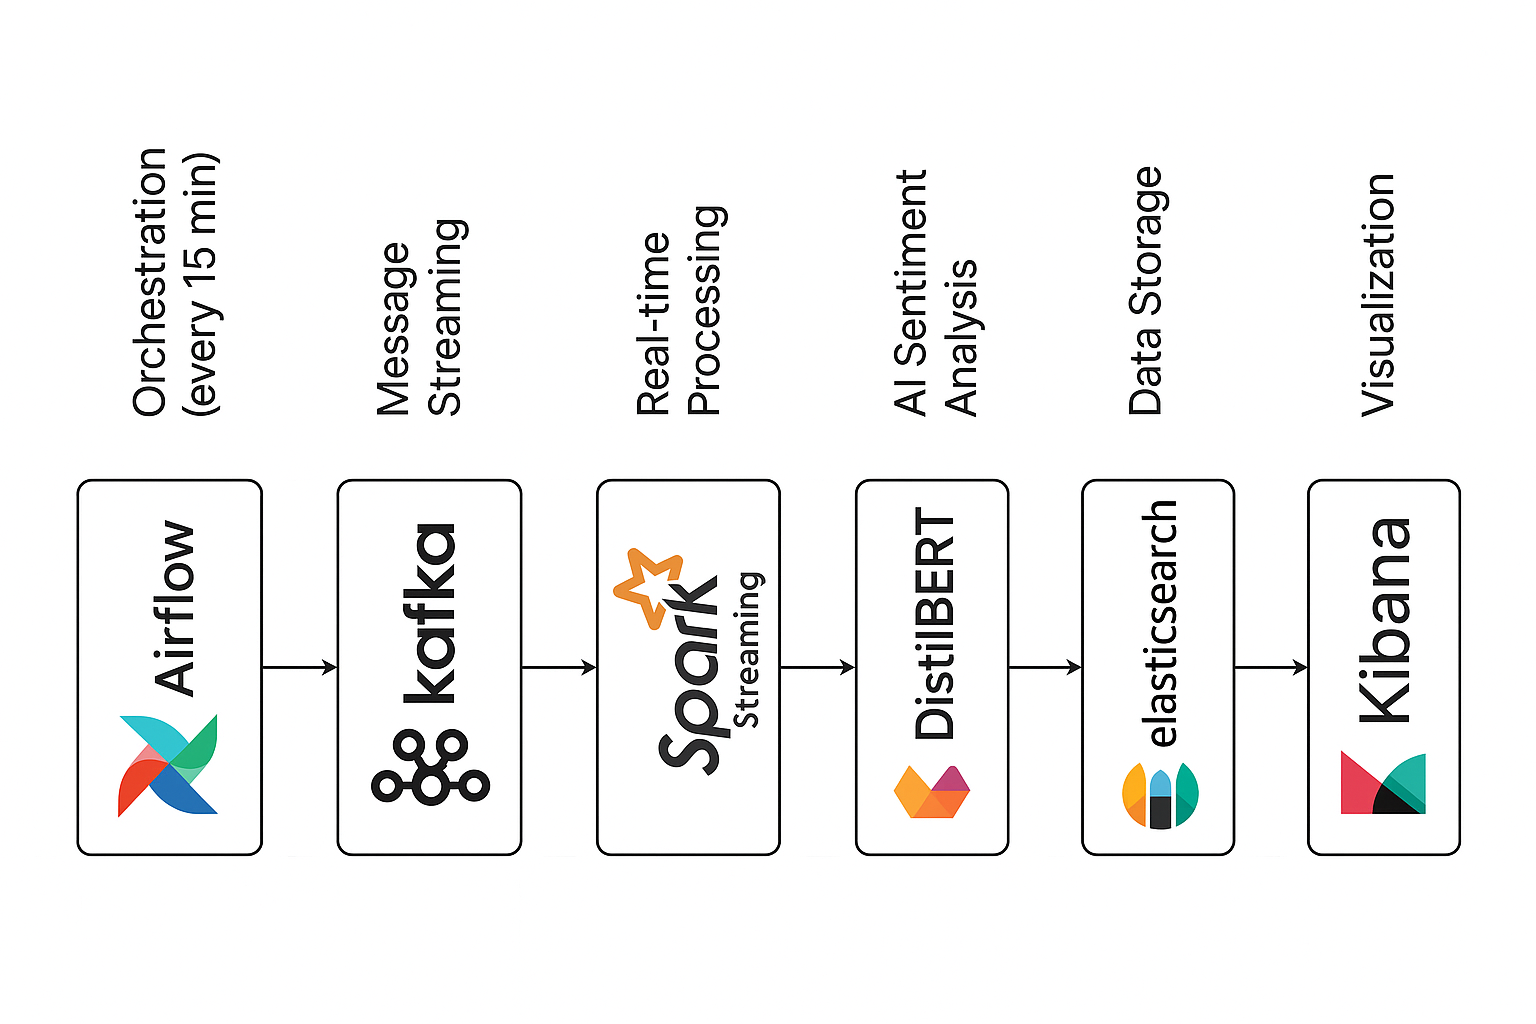 Airflow
Orchestration
(every 15 min)
kafka
Message
Streaming
Spark
Streaming
Real-time
Processing
DistilBERT
AI Sentiment
Analysis
elasticsearch
Data Storage
Kibana
Visualization